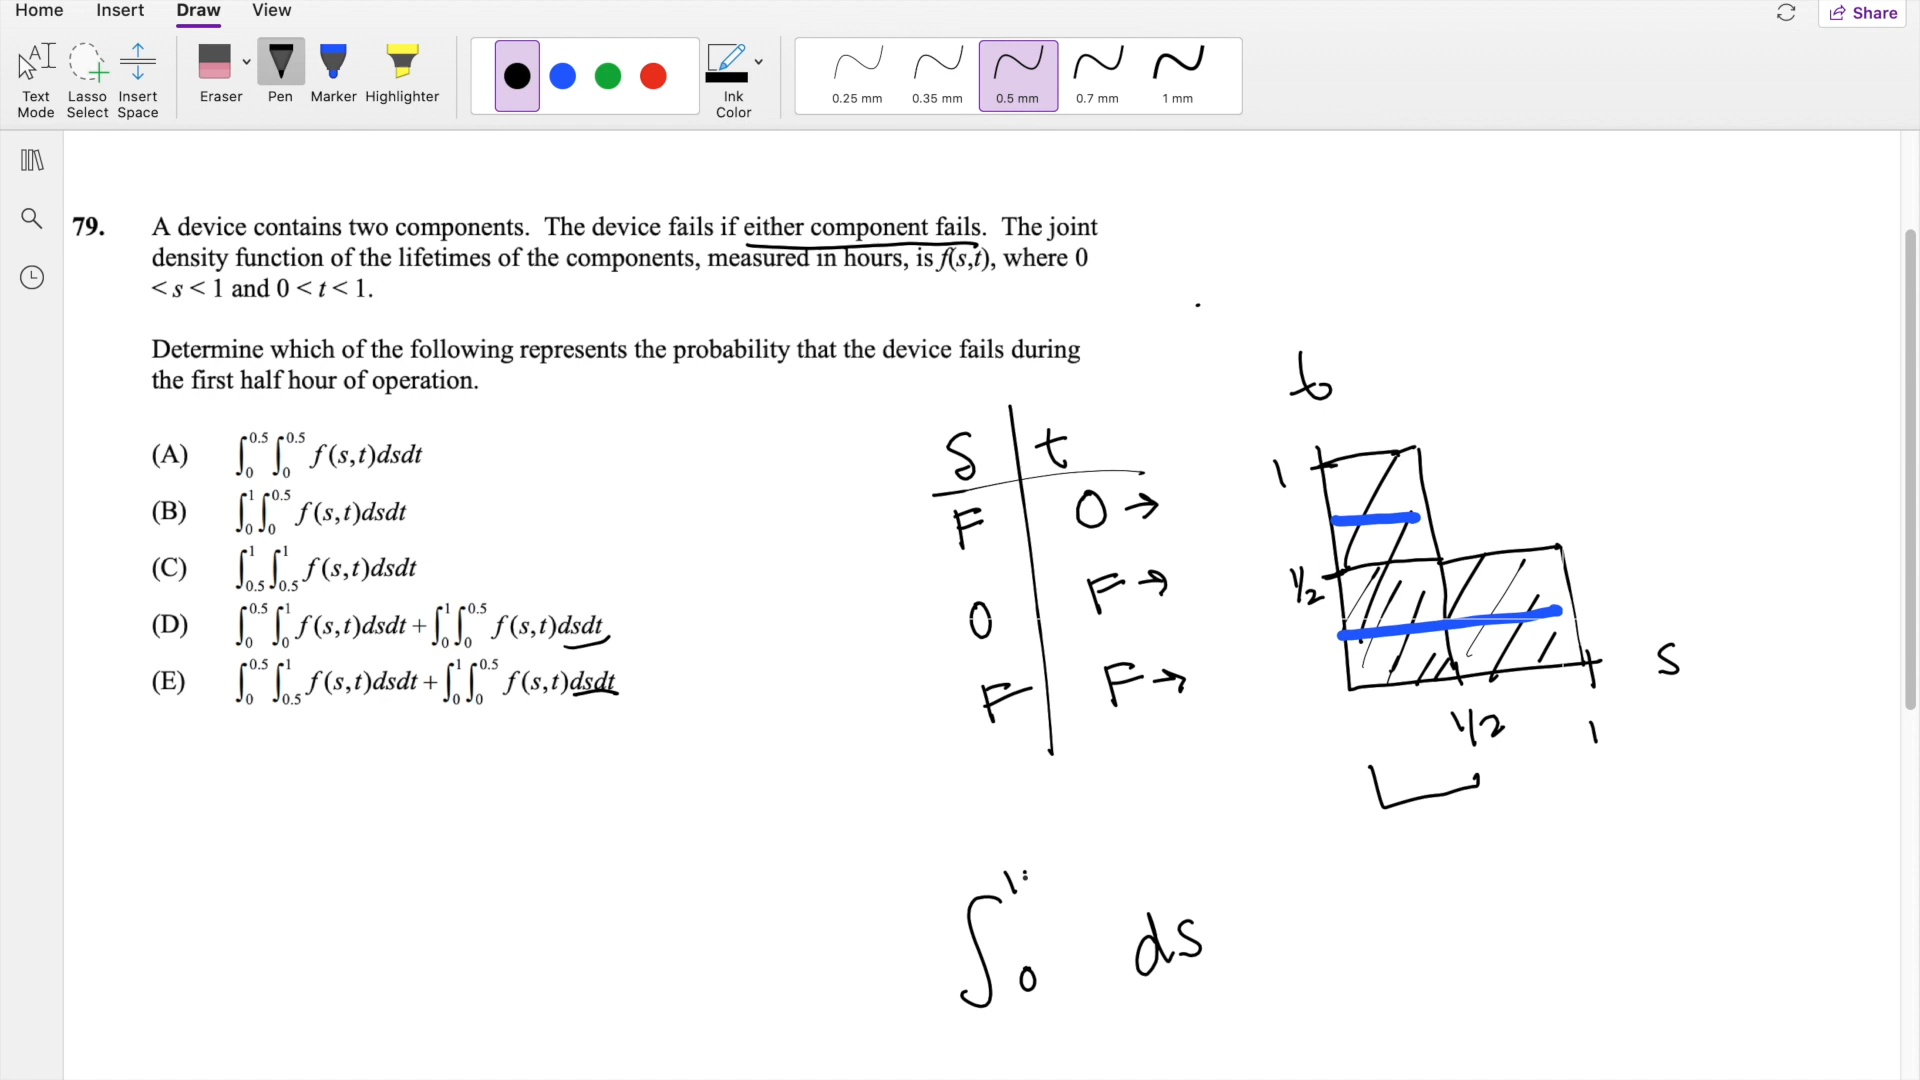 Home Insert Draw View
Share
Text Mode
Lasso Select
Insert Space
Eraser
Pen
Marker
Highlighter
Ink Color
0.25 mm
0.35 mm
0.5 mm
0.7 mm
1 mm
79. A device contains two components. The device fails if either component fails. The joint
density function of the lifetimes of the components, measured in hours, is f(s,t), where 0
< s < 1 and 0 < t < 1.
Determine which of the following represents the probability that the device fails during
the first half hour of operation.
(A) ∫₀^0.5 ∫₀^0.5 f(s,t)dsdt
(B) ∫₀^1 ∫₀^0.5 f(s,t)dsdt
(C) ∫_0.5^1 ∫_0.5^1 f(s,t)dsdt
(D) ∫₀^0.5 ∫₀^1 f(s,t)dsdt + ∫₀^1 ∫₀^0.5 f(s,t)dsdt
(E) ∫₀^0.5 ∫_0.5^1 f(s,t)dsdt + ∫₀^1 ∫₀^0.5 f(s,t)dsdt
S t
F O →
O F →
F F →
t
1
1/2
S
1/2
1
∫₀^1 ds